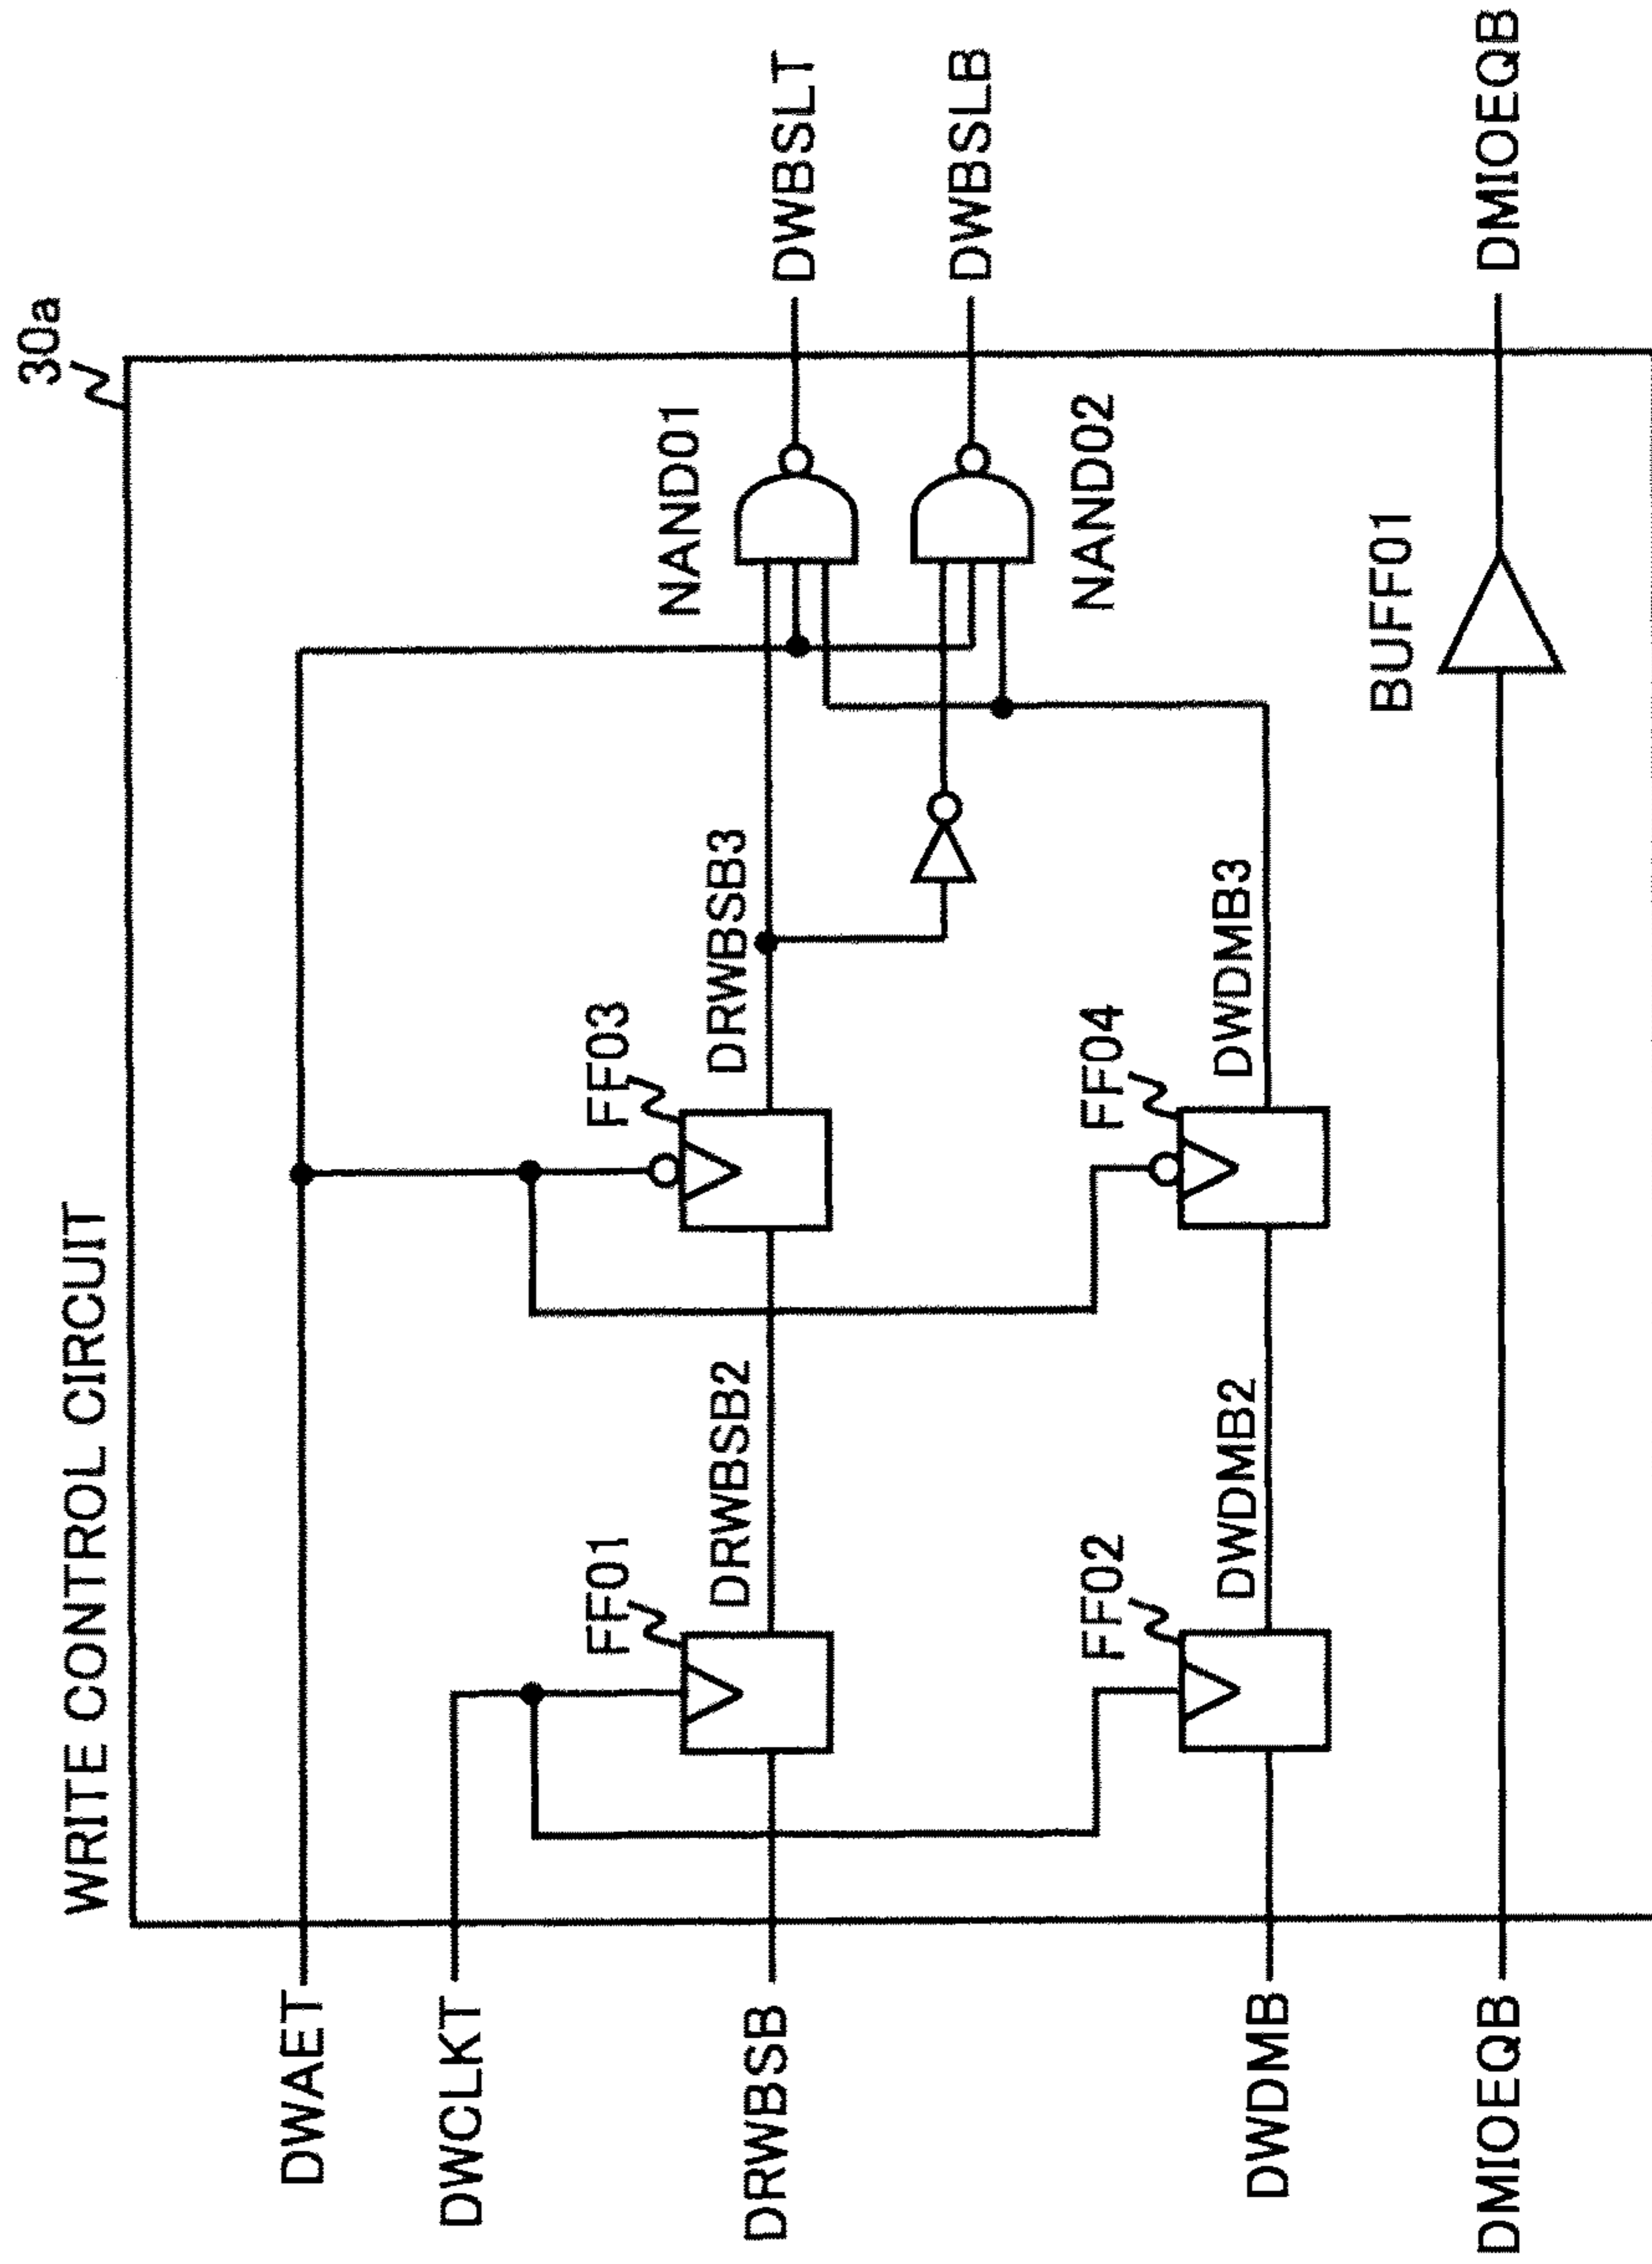 WRITE CONTROL CIRCUIT
30a
DWAET
DWCLKT
DRWBSB
DWDMB
DMIOEQB
FF01
DRWBSB2
FF03
DRWBSB3
FF02
DWDMB2
FF04
DWDMB3
NAND01
NAND02
BUFF01
DWBSLT
DWBSLB
DMIOEQB